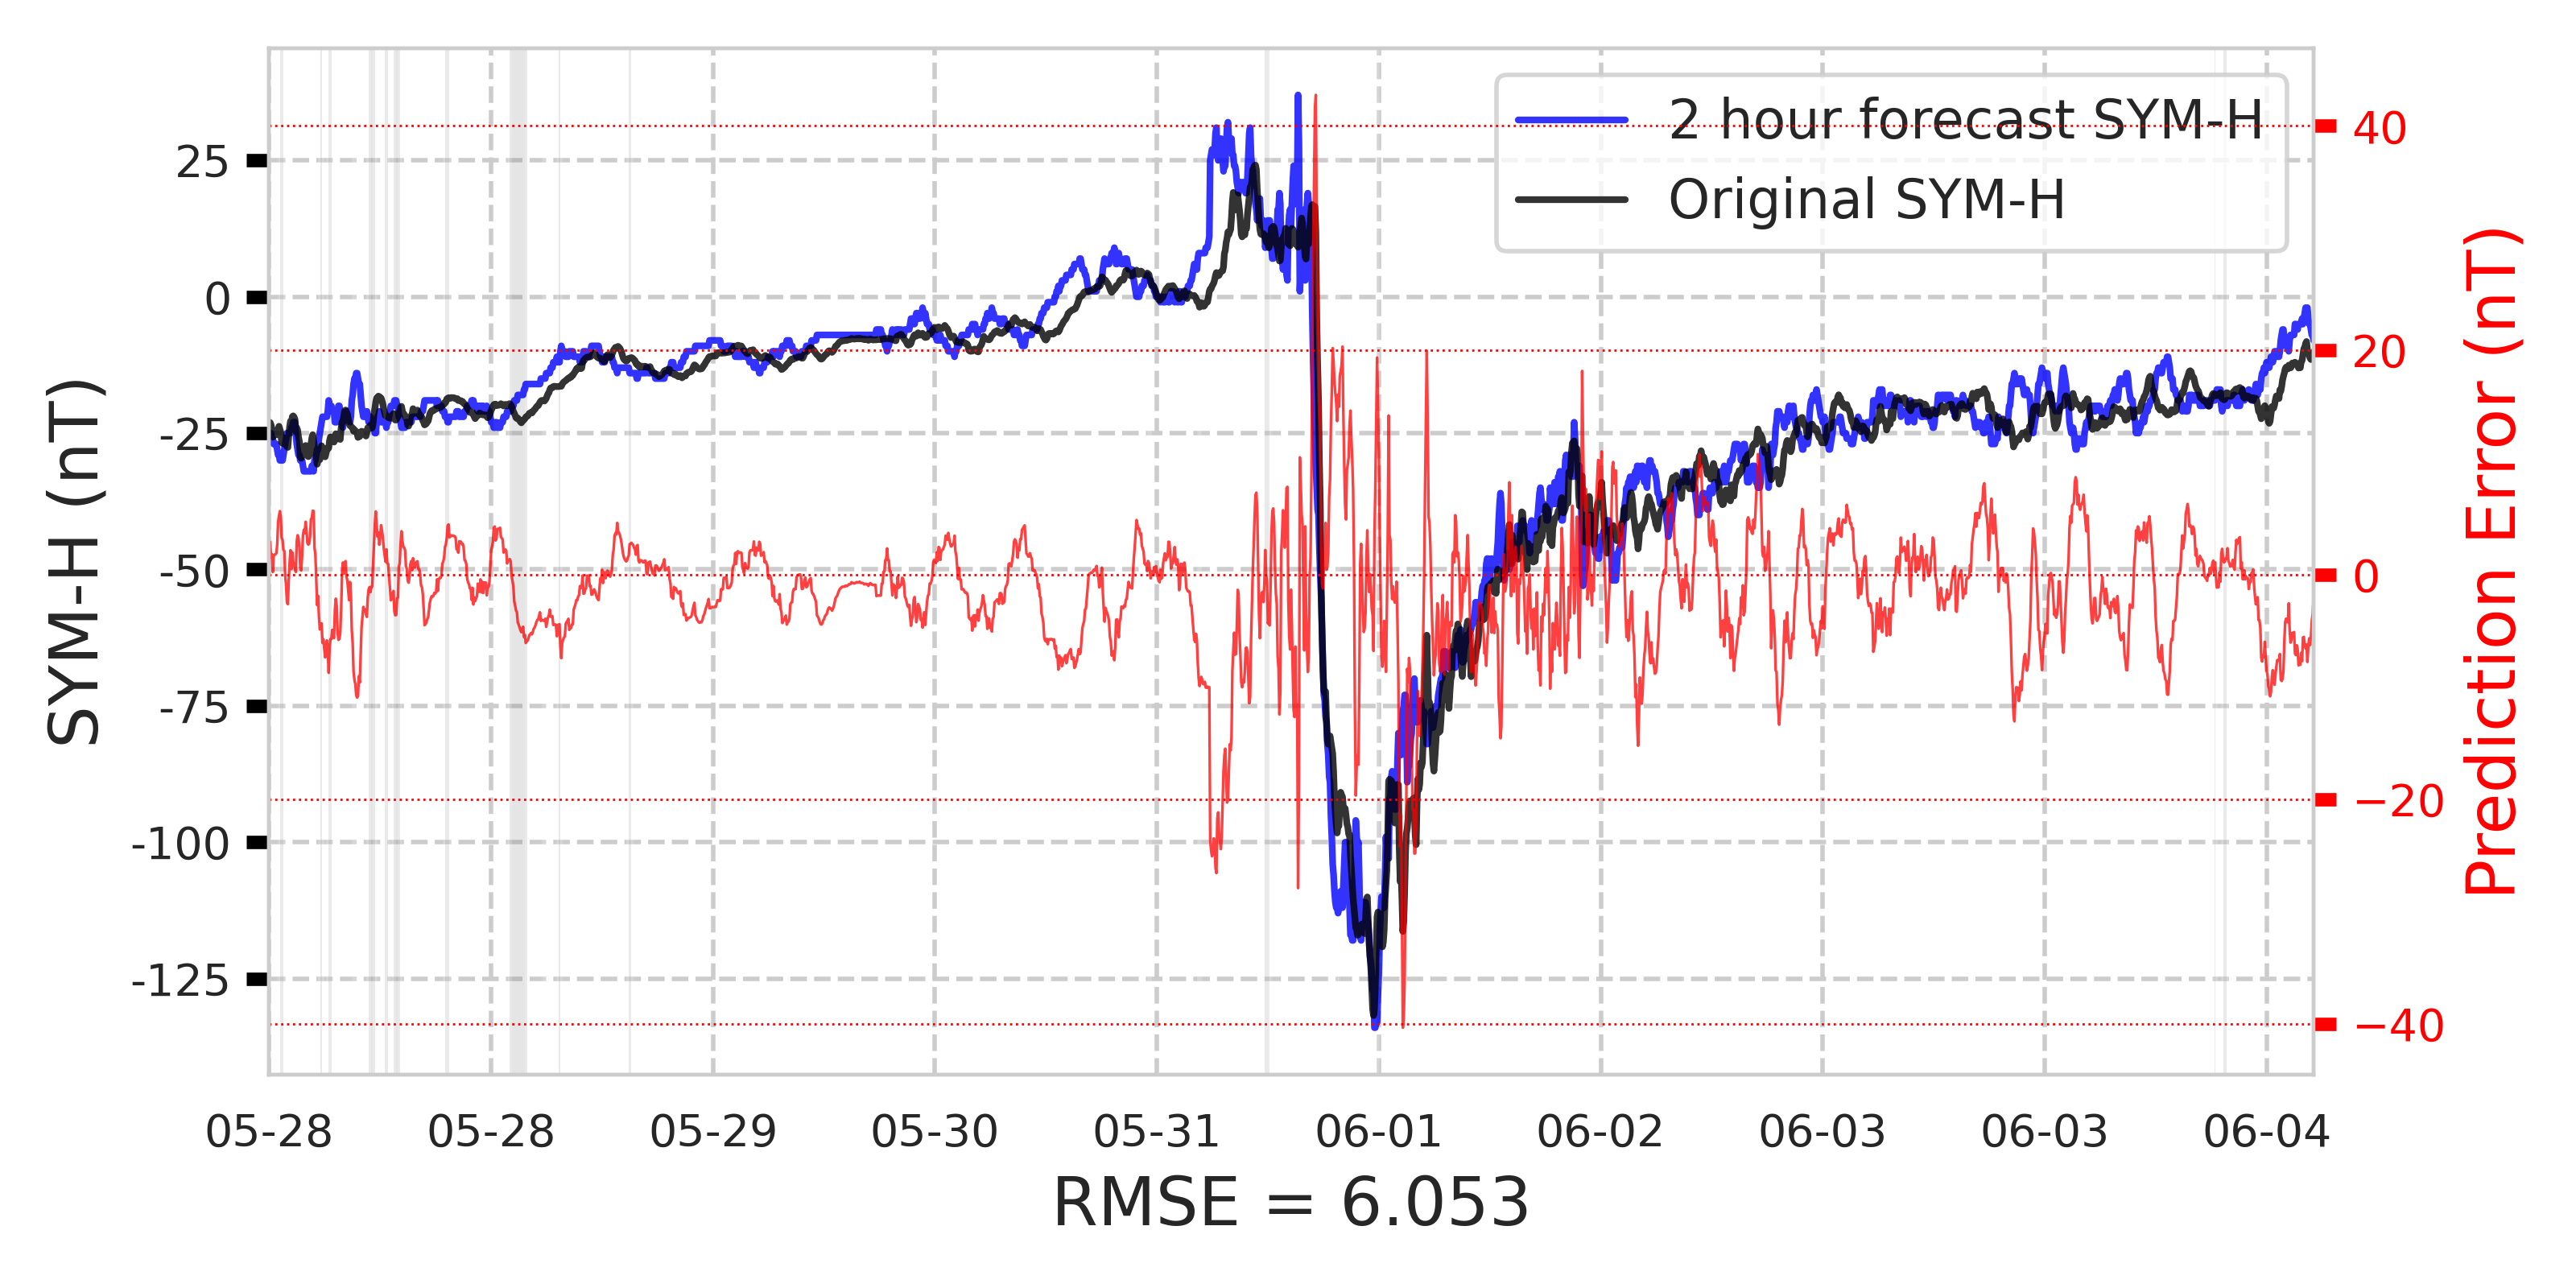 2 hour forecast SYM-H
Original SYM-H
SYM-H (nT)
25
0
-25
-50
-75
-100
-125
Prediction Error (nT)
40
20
0
−20
−40
05-28 05-28 05-29 05-30 05-31 06-01 06-02 06-03 06-03 06-04
RMSE = 6.053